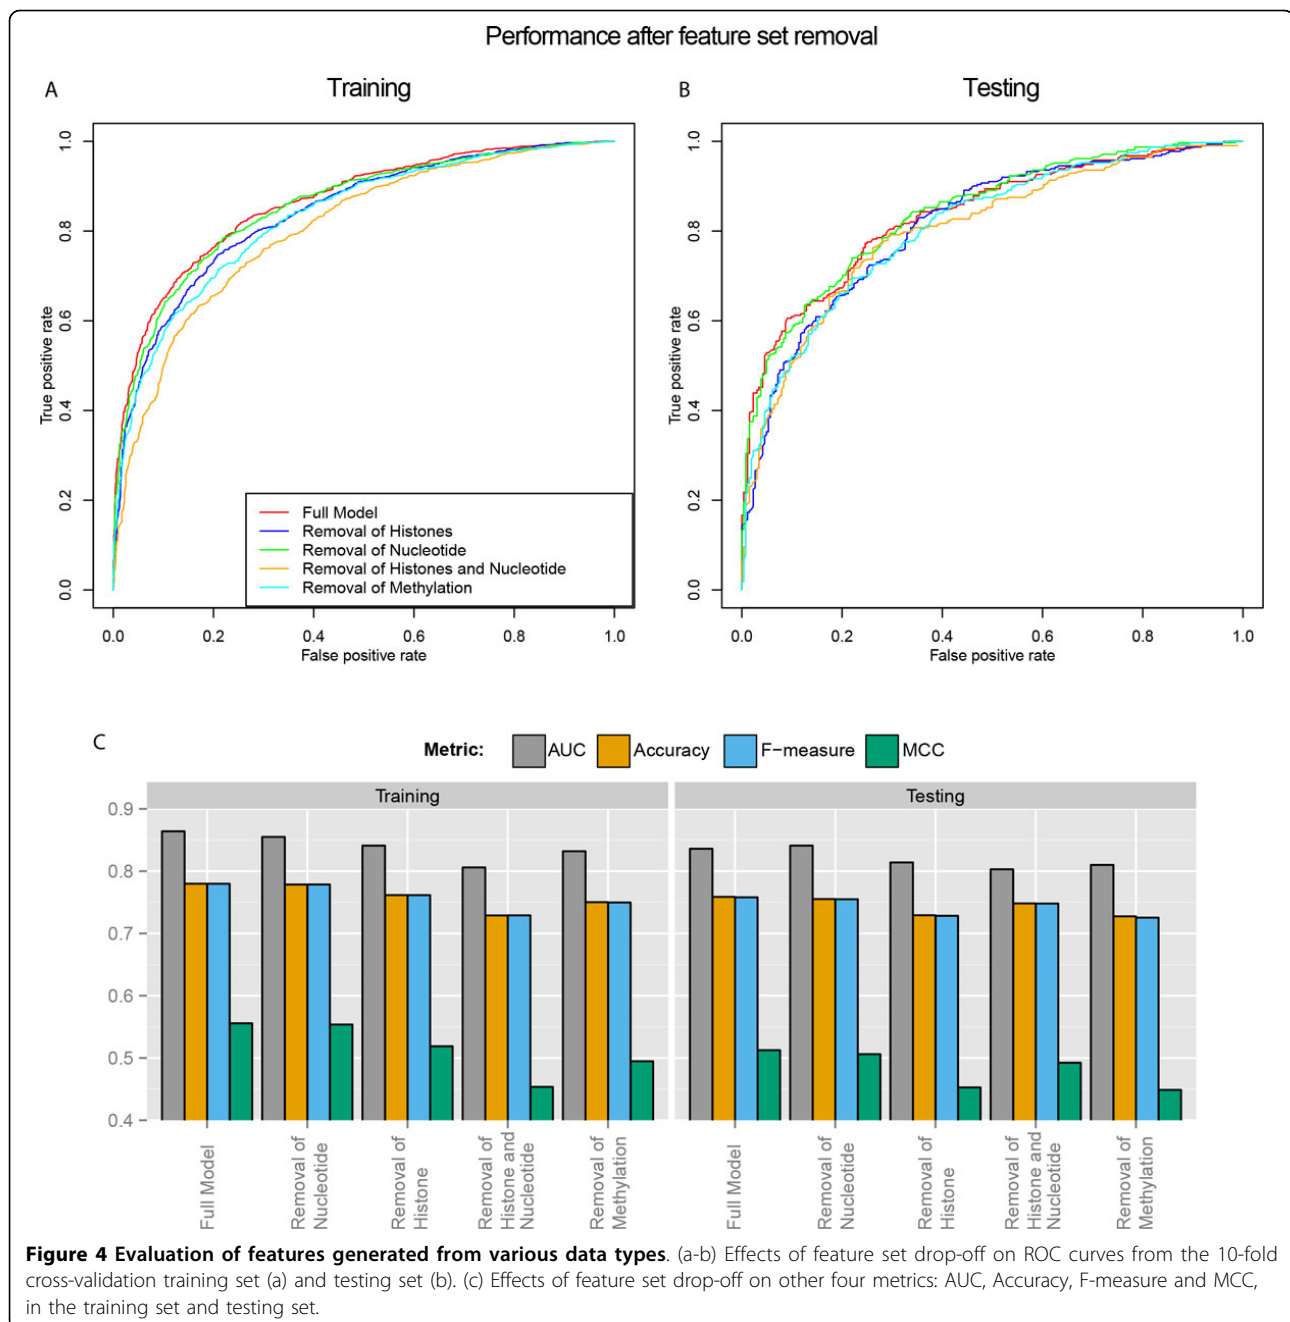 Performance after feature set removal
A
Training
1.0
0.8
0.6
0.4
0.2
0.0
True positive rate
Full Model
Removal of Histones
Removal of Nucleotide
Removal of Histones and Nucleotide
Removal of Methylation
0.0 0.2 0.4 0.6 0.8 1.0
False positive rate
B
Testing
1.0
0.8
0.6
0.4
0.2
0.0
True positive rate
0.0 0.2 0.4 0.6 0.8 1.0
False positive rate
C
Metric: AUC Accuracy F-measure MCC
Training
Testing
0.9
0.8
0.7
0.6
0.5
0.4
Full Model
Removal of
Nucleotide
Removal of
Histone
Removal of
Histone and
Nucleotide
Removal of
Methylation
Full Model
Removal of
Nucleotide
Removal of
Histone
Removal of
Histone and
Nucleotide
Removal of
Methylation
Figure 4 Evaluation of features generated from various data types. (a-b) Effects of feature set drop-off on ROC curves from the 10-fold
cross-validation training set (a) and testing set (b). (c) Effects of feature set drop-off on other four metrics: AUC, Accuracy, F-measure and MCC,
in the training set and testing set.